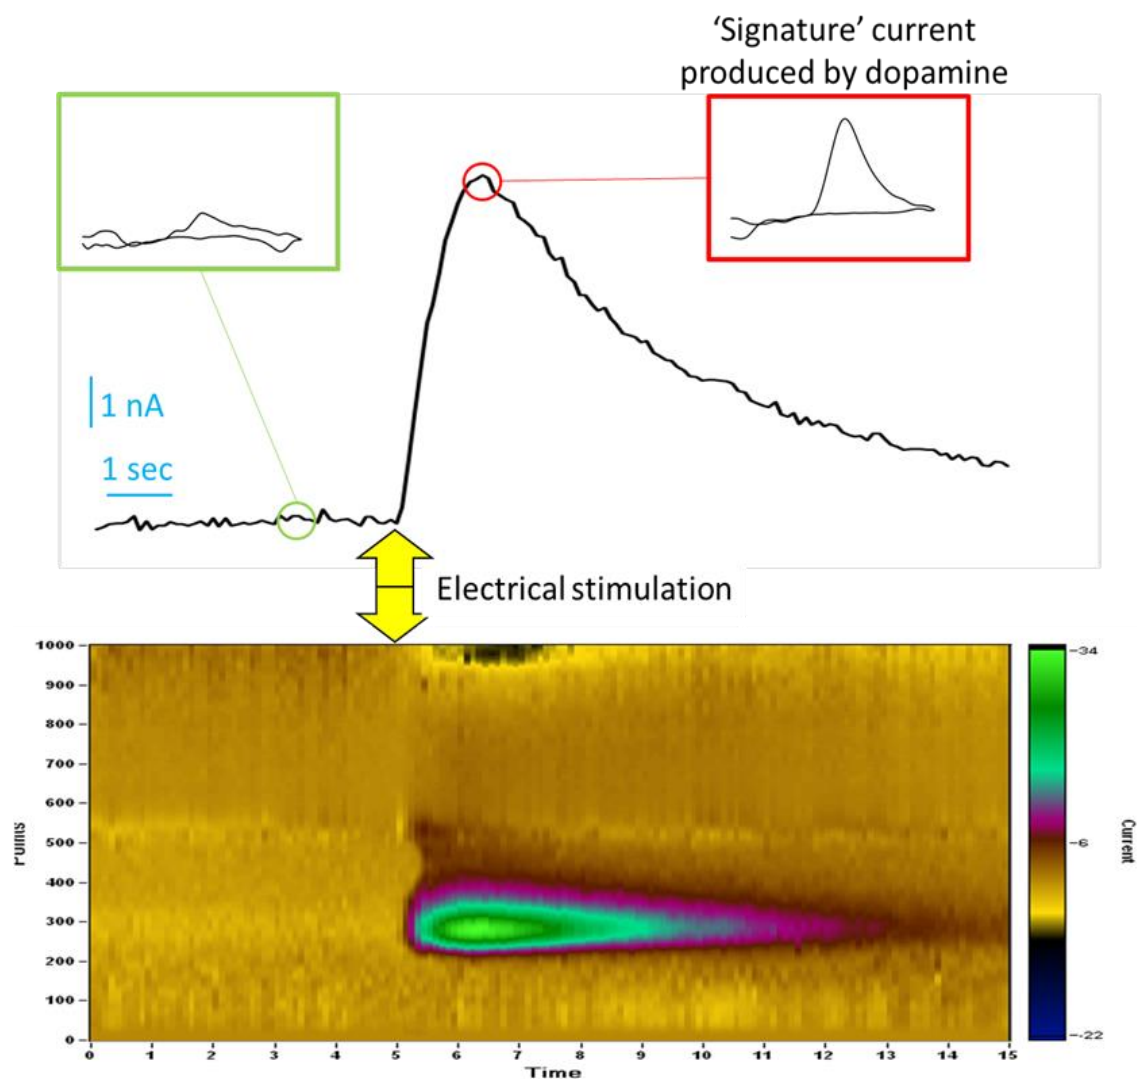 ‘Signature’ current
produced by dopamine
1 nA
1 sec
Electrical stimulation
1000
900
800
700
600
500
400
300
200
100
0
0 1 2 3 4 5 6 7 8 9 10 11 12 13 14 15
Time
34
-6
-22
Current